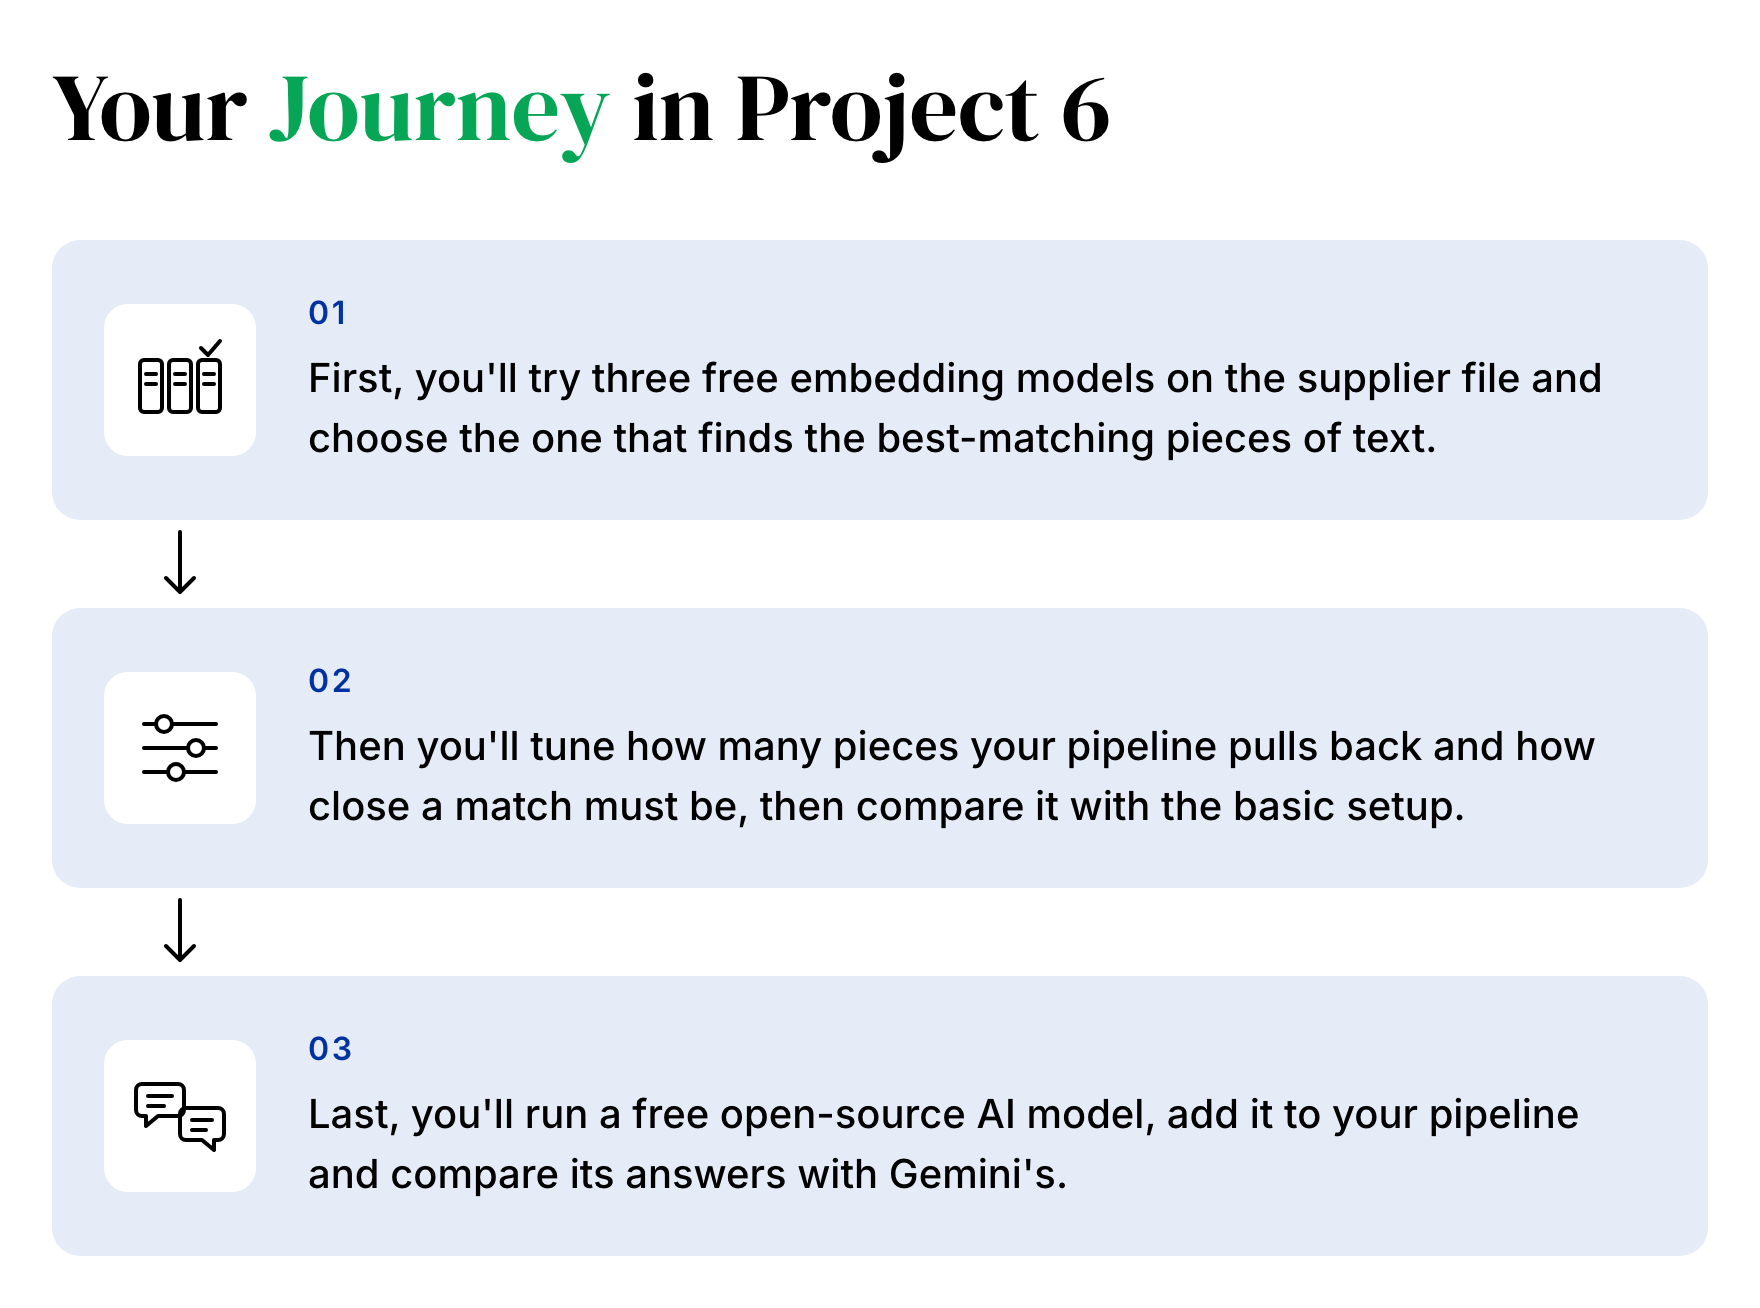 Your Journey in Project 6
01
First, you'll try three free embedding models on the supplier file and
choose the one that finds the best-matching pieces of text.
02
Then you'll tune how many pieces your pipeline pulls back and how
close a match must be, then compare it with the basic setup.
03
Last, you'll run a free open-source AI model, add it to your pipeline
and compare its answers with Gemini's.